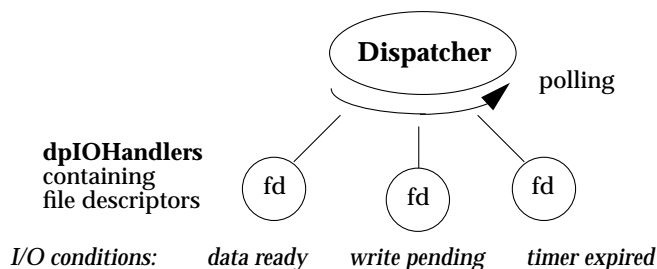 Dispatcher
polling
dpIOHandlers
containing
file descriptors
fd
fd
fd
I/O conditions: data ready write pending timer expired